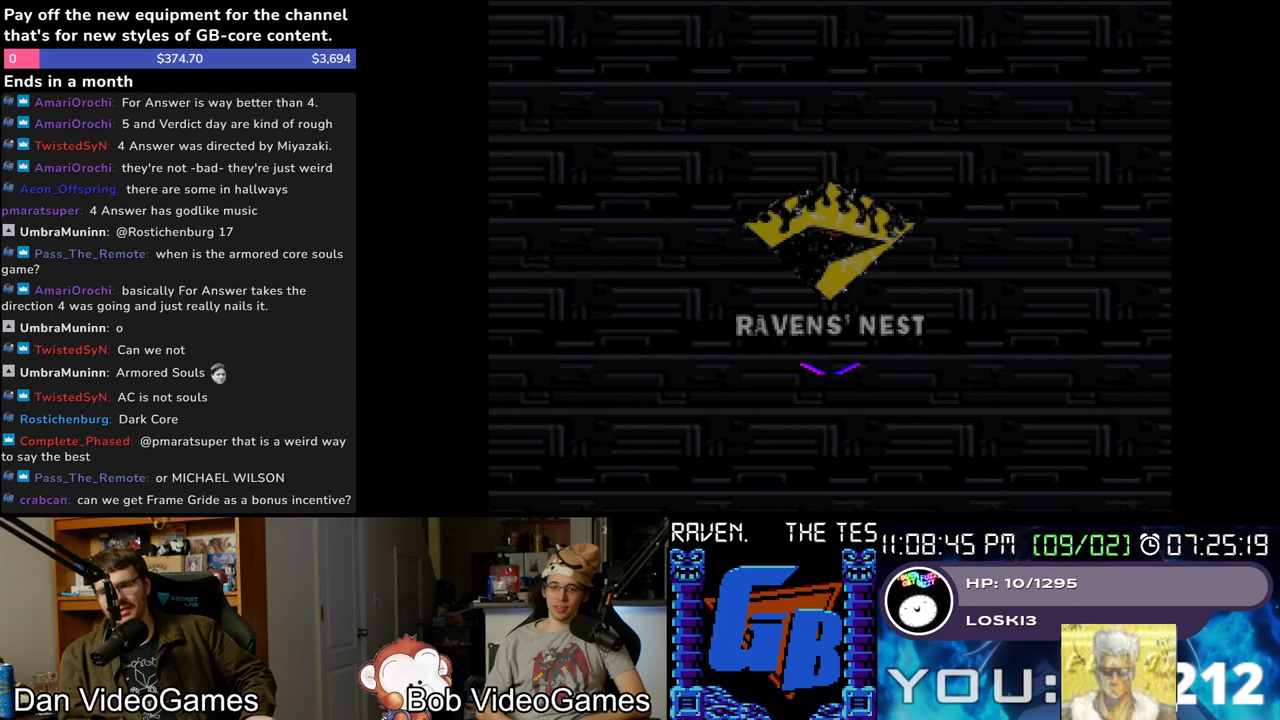 Pay off the new equipment for the channel
that's for new styles of GB-core content.
0 $374.70 $3,694
Ends in a month
AmariOrochi: For Answer is way better than 4.
AmariOrochi: 5 and Verdict day are kind of rough
TwistedSyN: 4 Answer was directed by Miyazaki.
AmariOrochi: they're not -bad- they're just weird
Aeon_Offspring: there are some in hallways
pmaratsuper: 4 Answer has godlike music
UmbraMuninn: @Rostichenburg 17
Pass_The_Remote: when is the armored core souls
game?
AmariOrochi: basically For Answer takes the
direction 4 was going and just really nails it.
UmbraMuninn: o
TwistedSyN: Can we not
UmbraMuninn: Armored Souls
TwistedSyN: AC is not souls
Rostichenburg: Dark Core
Complete_Phased: @pmaratsuper that is a weird way
to say the best
Pass_The_Remote: or MICHAEL WILSON
crabcan: can we get Frame Gride as a bonus incentive?
RAVENS' NEST
SECRET
LAB
Dan VideoGames
Bob VideoGames
RAVEN. THE TES
GB
11:08:45 PM [09/02] 07:25:19
HP: 10/1295
LOSKI3
YOU: 212